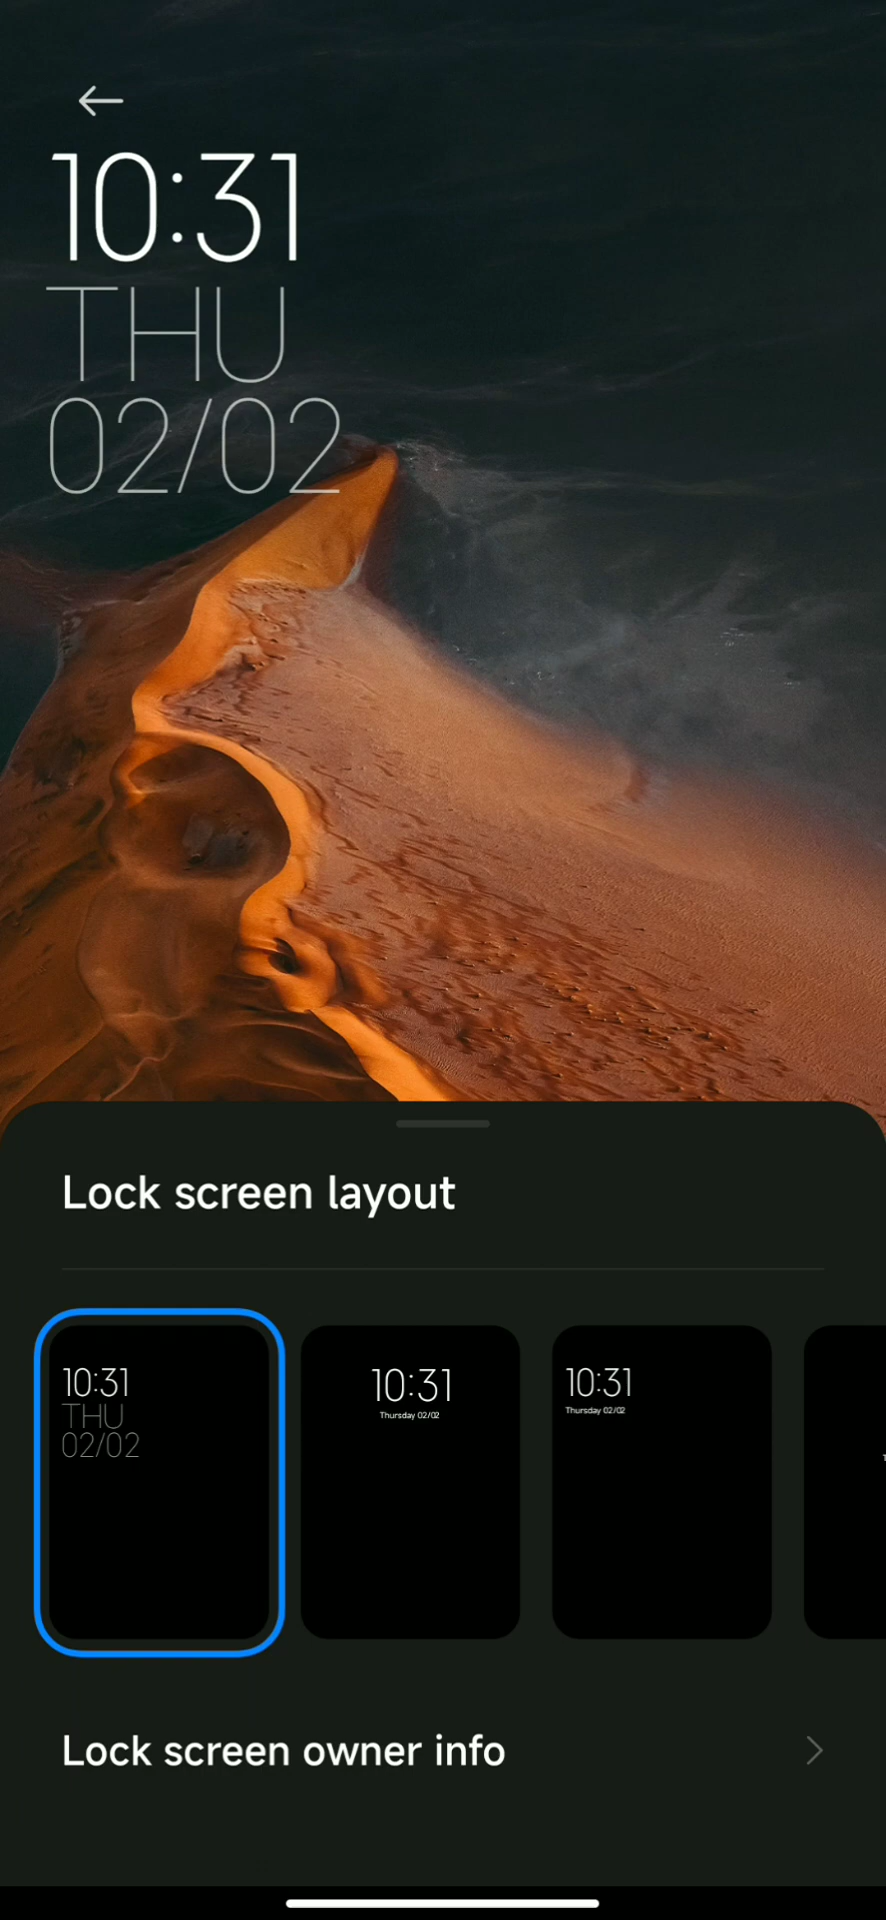 10:31
THU
02/02
Lock screen layout
10:31
THU
02/02
10:31
Thursday 02/02
10:31
Thursday 02/02
Lock screen owner info